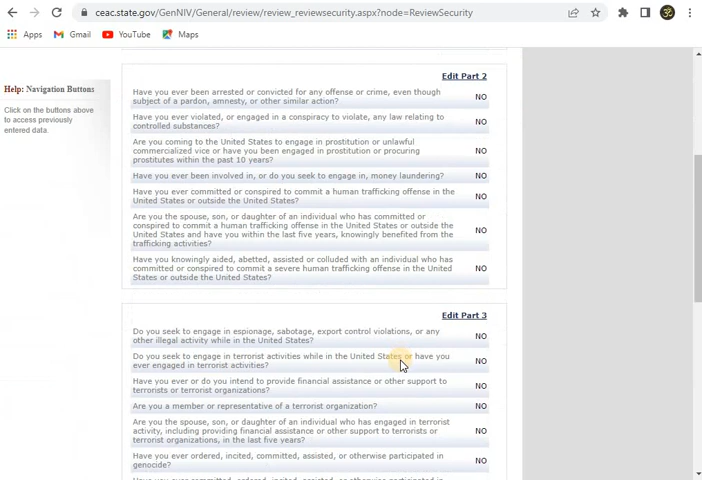 ceac.state.gov/GenNIV/General/review/review_reviewsecurity.aspx?node=ReviewSecurity
Apps Gmail YouTube Maps
Help: Navigation Buttons
Click on the buttons above
to access previously
entered data.
Edit Part 2
Have you ever been arrested or convicted for any offense or crime, even though
subject of a pardon, amnesty, or other similar action?
NO
Have you ever violated, or engaged in a conspiracy to violate, any law relating to
controlled substances?
NO
Are you coming to the United States to engage in prostitution or unlawful
commercialized vice or have you been engaged in prostitution or procuring
prostitutes within the past 10 years?
NO
Have you ever been involved in, or do you seek to engage in, money laundering?
NO
Have you ever committed or conspired to commit a human trafficking offense in the
United States or outside the United States?
NO
Are you the spouse, son, or daughter of an individual who has committed or
conspired to commit a human trafficking offense in the United States or outside the
United States and have you within the last five years, knowingly benefited from the
trafficking activities?
NO
Have you knowingly aided, abetted, assisted or colluded with an individual who has
committed or conspired to commit a severe human trafficking offense in the United
States or outside the United States?
NO
Edit Part 3
Do you seek to engage in espionage, sabotage, export control violations, or any
other illegal activity while in the United States?
NO
Do you seek to engage in terrorist activities while in the United States or have you
ever engaged in terrorist activities?
NO
Have you ever or do you intend to provide financial assistance or other support to
terrorists or terrorist organizations?
NO
Are you a member or representative of a terrorist organization?
NO
Are you the spouse, son, or daughter of an individual who has engaged in terrorist
activity, including providing financial assistance or other support to terrorists or
terrorist organizations, in the last five years?
NO
Have you ever ordered, incited, committed, assisted, or otherwise participated in
genocide?
NO